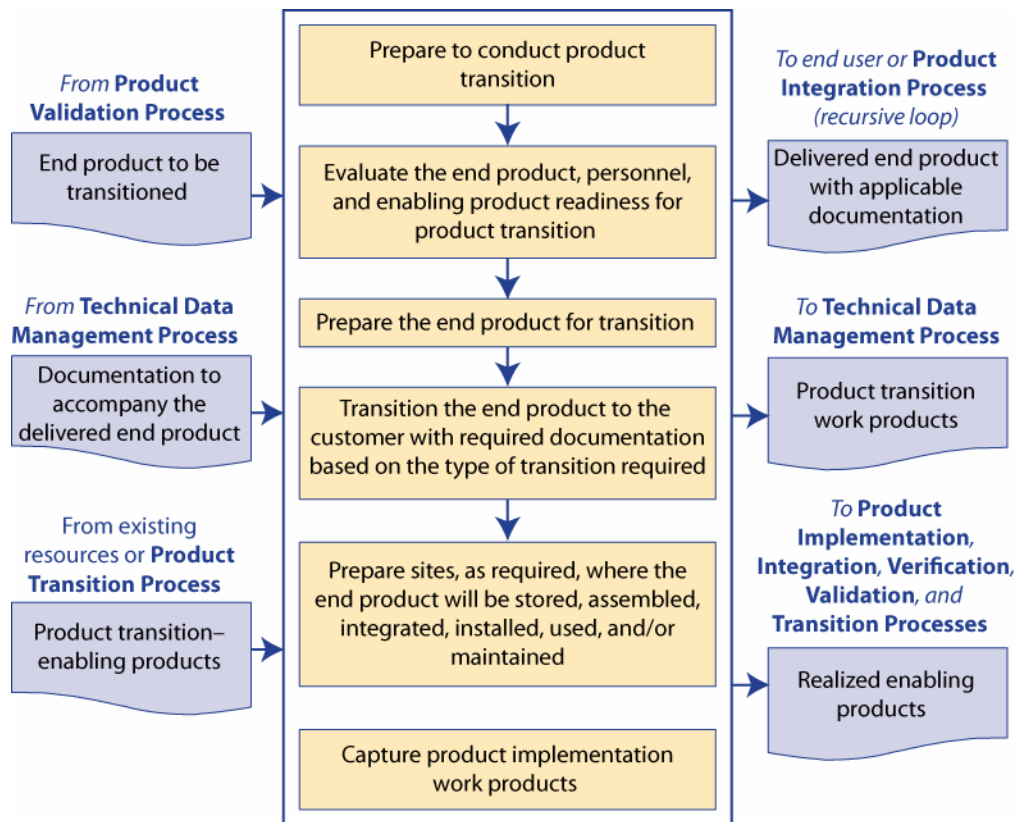 From Product
Validation Process
End product to be
transitioned
From Technical Data
Management Process
Documentation to
accompany the
delivered end product
From existing
resources or Product
Transition Process
Product transition–
enabling products
Prepare to conduct product
transition
Evaluate the end product, personnel,
and enabling product readiness for
product transition
Prepare the end product for transition
Transition the end product to the
customer with required documentation
based on the type of transition required
Prepare sites, as required, where the
end product will be stored, assembled,
integrated, installed, used, and/or
maintained
Capture product implementation
work products
To end user or Product
Integration Process
(recursive loop)
Delivered end product
with applicable
documentation
To Technical Data
Management Process
Product transition
work products
To Product
Implementation,
Integration, Verification,
Validation, and
Transition Processes
Realized enabling
products